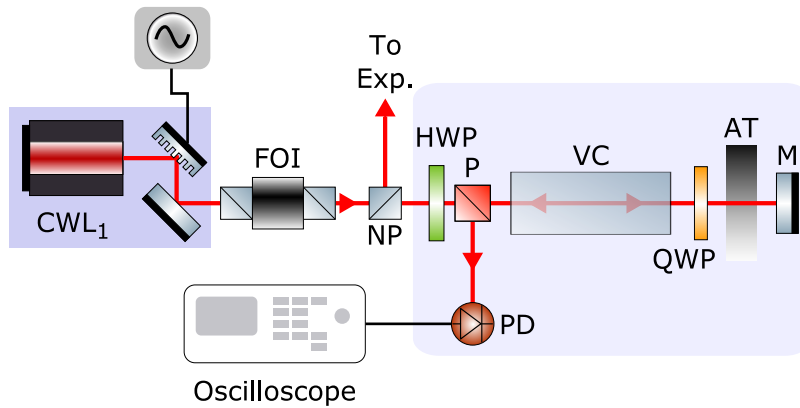 To
Exp.
HWP
P
VC
AT
M
FOI
CWL₁
NP
QWP
PD
Oscilloscope